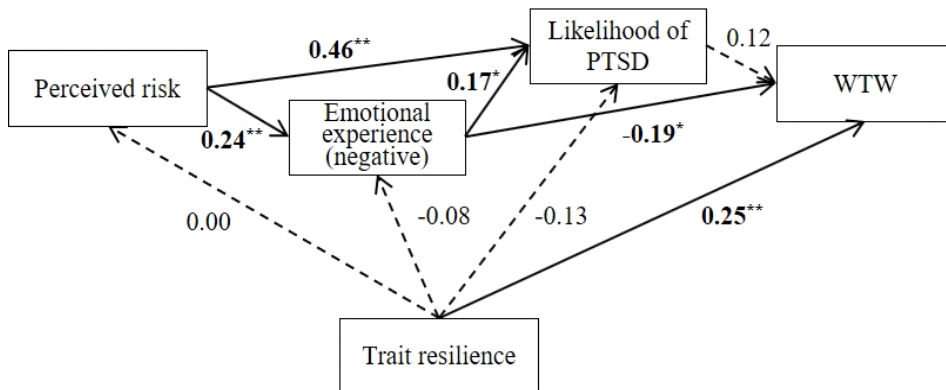 Likelihood of
PTSD
0.46**
0.12
Perceived risk
0.17*
WTW
Emotional
experience
(negative)
0.24**
-0.19*
0.00
-0.08
-0.13
0.25**
Trait resilience